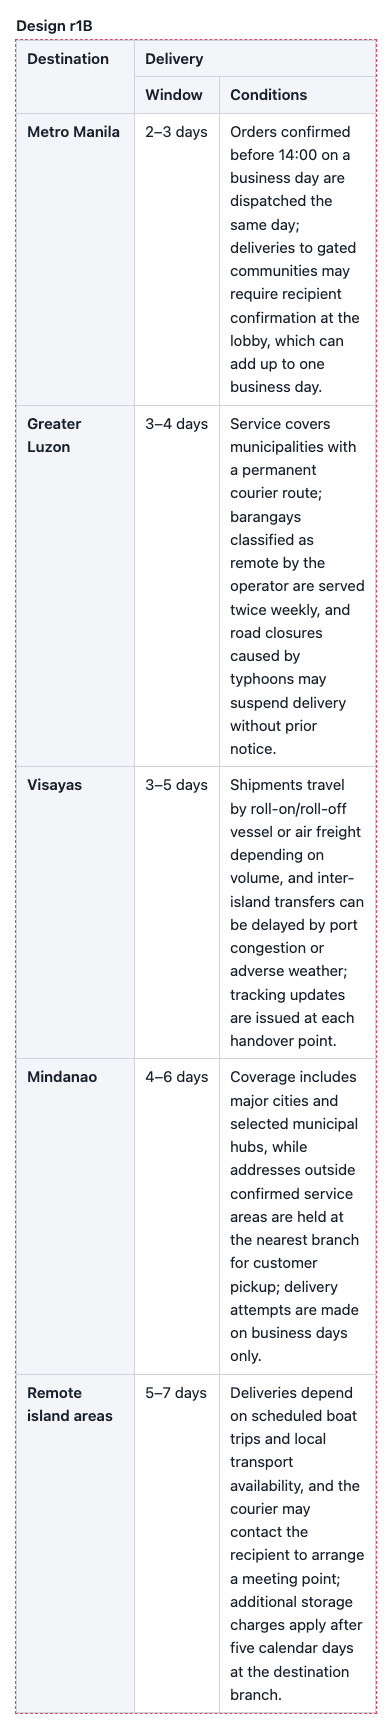 Design r1B
Destination
Delivery
Window
Conditions
Metro Manila
2–3 days
Orders confirmed
before 14:00 on a
business day are
dispatched the
same day;
deliveries to gated
communities may
require recipient
confirmation at the
lobby, which can
add up to one
business day.
Greater
Luzon
3–4 days
Service covers
municipalities with
a permanent
courier route;
barangays
classified as
remote by the
operator are served
twice weekly, and
road closures
caused by
typhoons may
suspend delivery
without prior
notice.
Visayas
3–5 days
Shipments travel
by roll-on/roll-off
vessel or air freight
depending on
volume, and inter-
island transfers can
be delayed by port
congestion or
adverse weather;
tracking updates
are issued at each
handover point.
Mindanao
4–6 days
Coverage includes
major cities and
selected municipal
hubs, while
addresses outside
confirmed service
areas are held at
the nearest branch
for customer
pickup; delivery
attempts are made
on business days
only.
Remote
island areas
5–7 days
Deliveries depend
on scheduled boat
trips and local
transport
availability, and the
courier may
contact the
recipient to arrange
a meeting point;
additional storage
charges apply after
five calendar days
at the destination
branch.